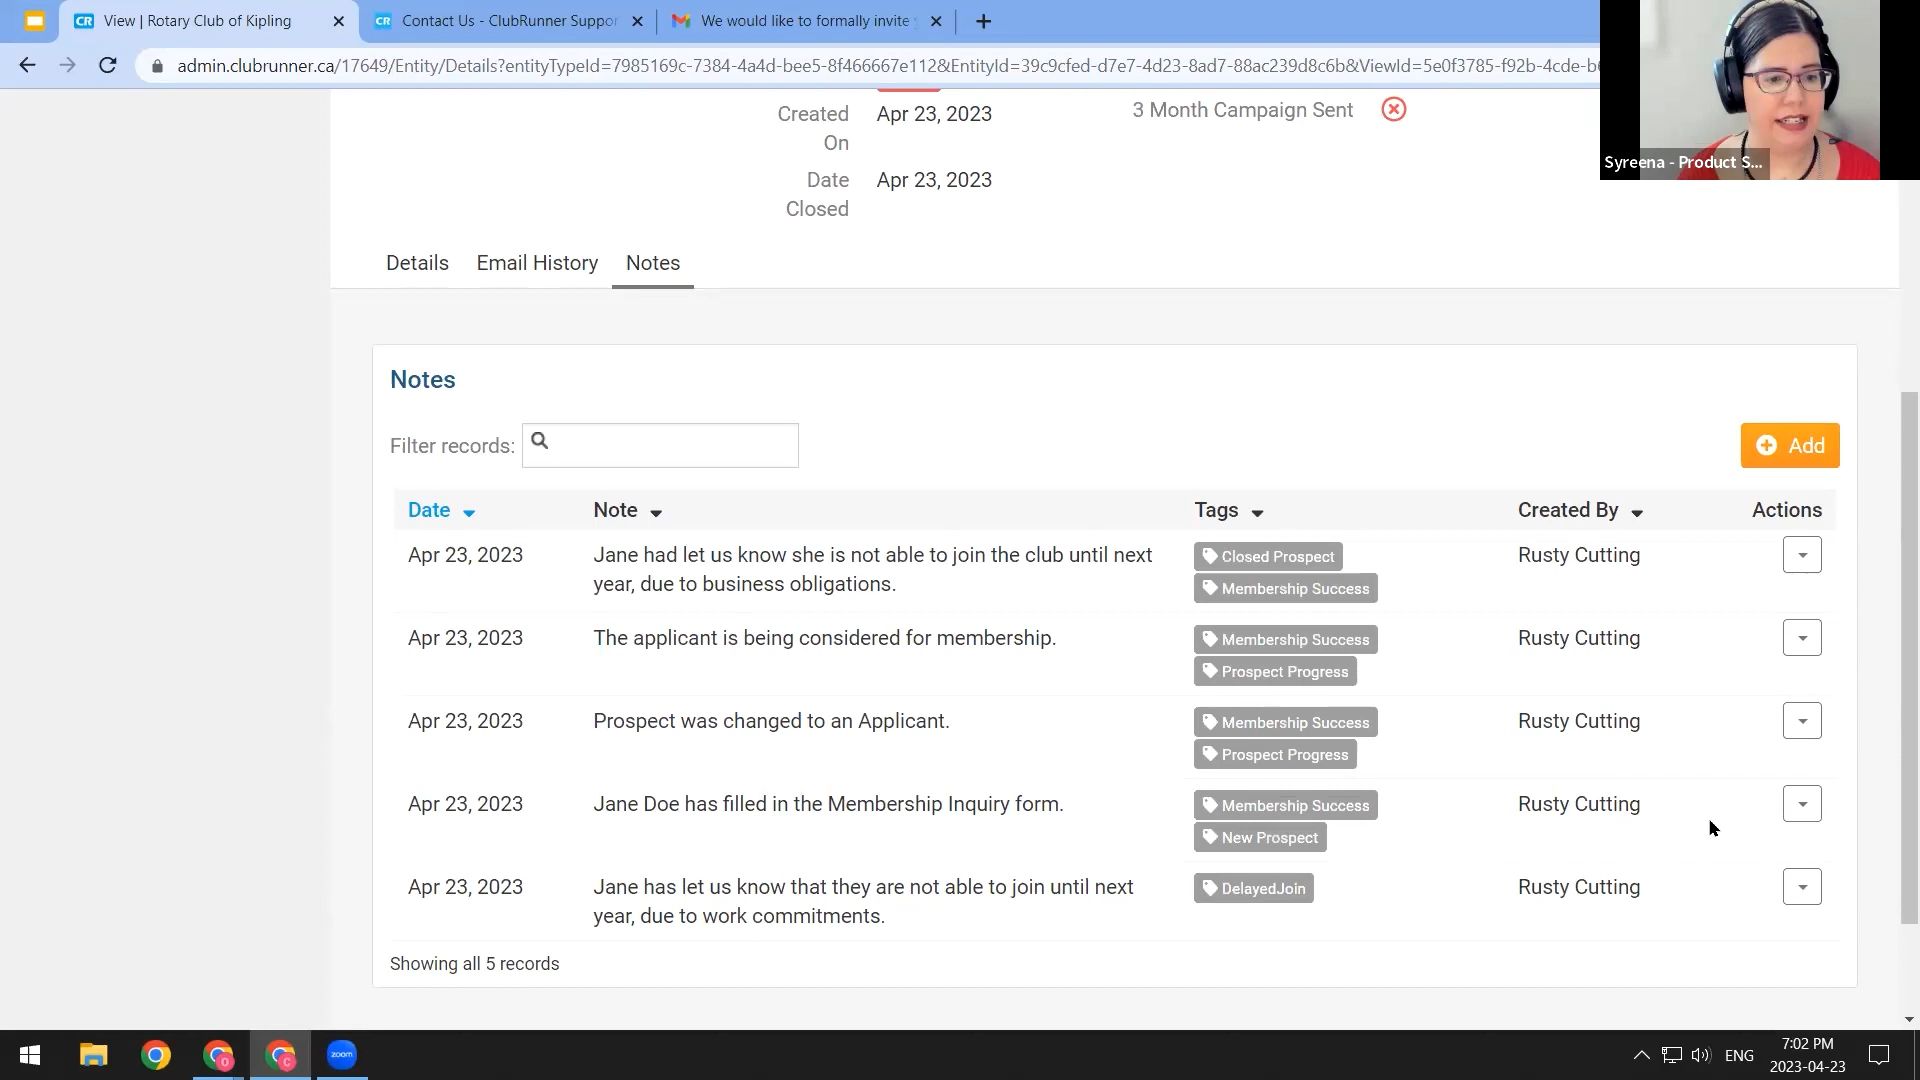 View | Rotary Club of Kipling
Contact Us - ClubRunner Suppo
We would like to formally invite
admin.clubrunner.ca/17649/Entity/Details?entityTypeId=7985169c-7384-4a4d-bee5-8f466667e112&EntityId=39c9cfed-d7e7-4d23-8ad7-88ac239d8c6b&ViewId=5e0f3785-f92b-4cde-b
Syreena - Product S...
Created On
Apr 23, 2023
3 Month Campaign Sent
Date Closed
Apr 23, 2023
Details Email History Notes
Notes
Filter records:
Add
Date Note Tags Created By Actions
Apr 23, 2023
Jane had let us know she is not able to join the club until next
year, due to business obligations.
Closed Prospect
Membership Success
Rusty Cutting
Apr 23, 2023
The applicant is being considered for membership.
Membership Success
Prospect Progress
Rusty Cutting
Apr 23, 2023
Prospect was changed to an Applicant.
Membership Success
Prospect Progress
Rusty Cutting
Apr 23, 2023
Jane Doe has filled in the Membership Inquiry form.
Membership Success
New Prospect
Rusty Cutting
Apr 23, 2023
Jane has let us know that they are not able to join until next
year, due to work commitments.
DelayedJoin
Rusty Cutting
Showing all 5 records
zoom
ENG
7:02 PM
2023-04-23